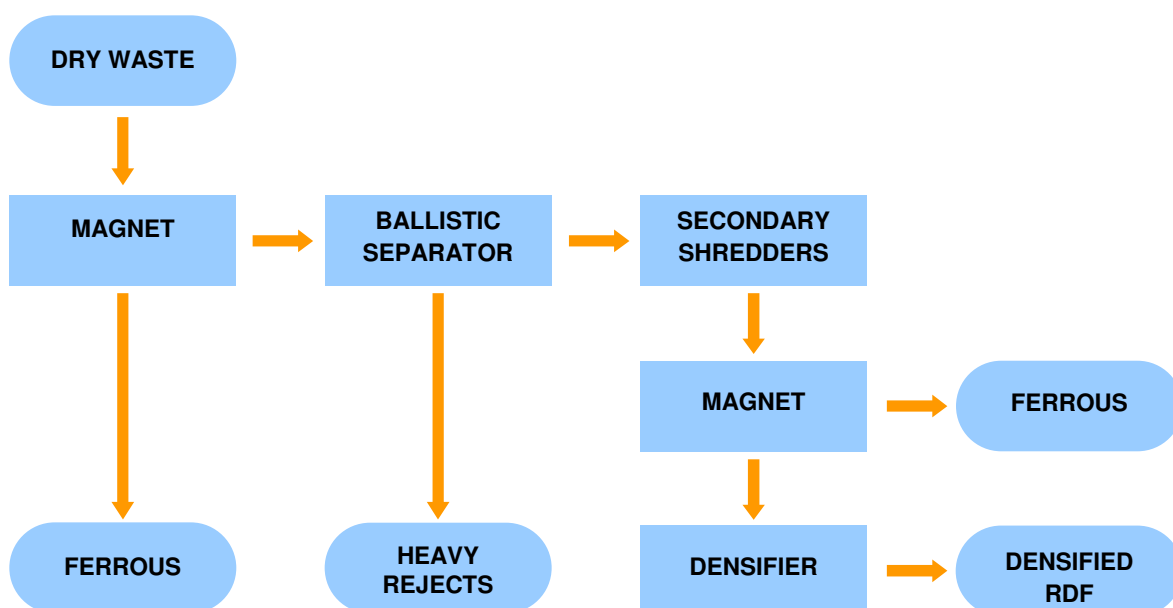 DRY WASTE
MAGNET
BALLISTIC
SEPARATOR
SECONDARY
SHREDDERS
MAGNET
FERROUS
FERROUS
HEAVY
REJECTS
DENSIFIER
DENSIFIED
RDF